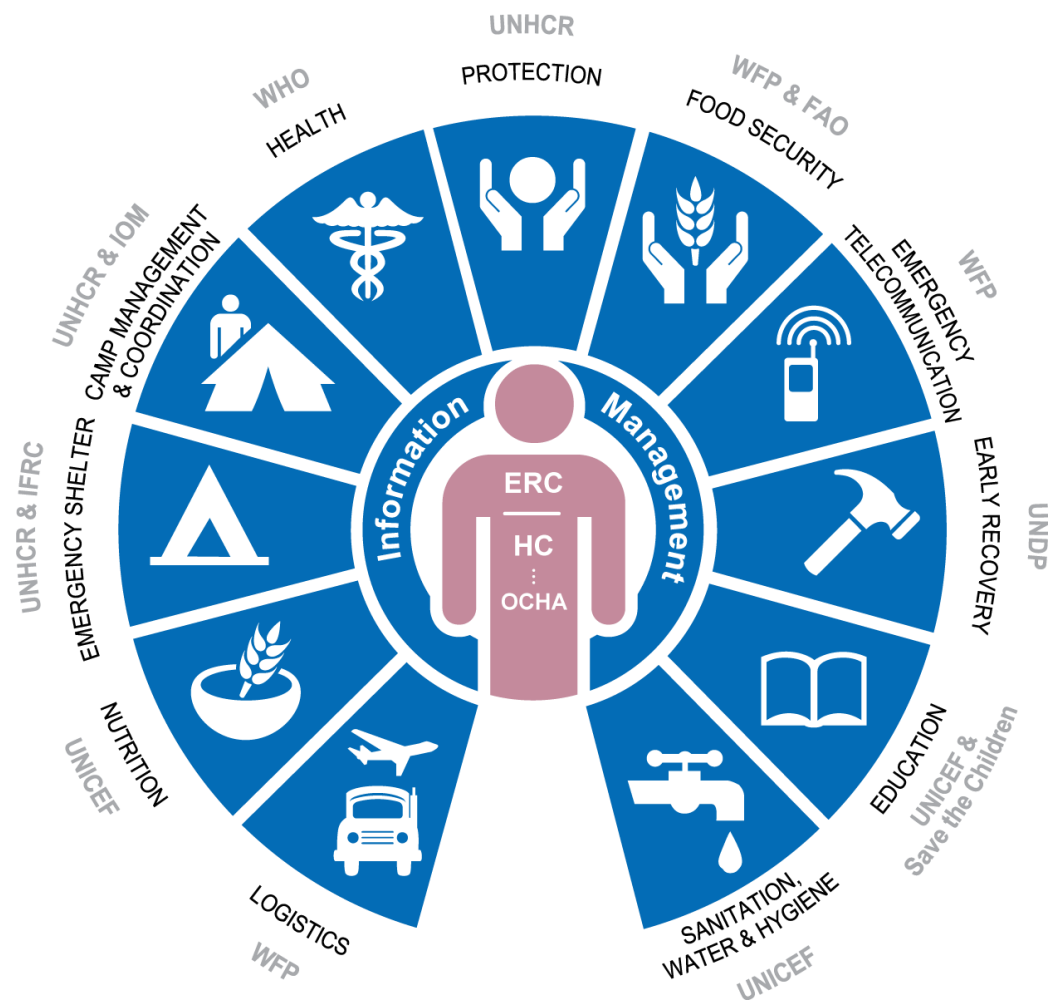 UNHCR
PROTECTION
WFP & FAO
FOOD SECURITY
WFP
EMERGENCY
TELECOMMUNICATION
UNDP
EARLY RECOVERY
UNICEF &
Save the Children
EDUCATION
SANITATION,
WATER & HYGIENE
UNICEF
LOGISTICS
WFP
NUTRITION
UNICEF
UNHCR & IFRC
EMERGENCY SHELTER
UNHCR & IOM
CAMP MANAGEMENT
& COORDINATION
WHO
HEALTH
Information Management
ERC
HC
OCHA